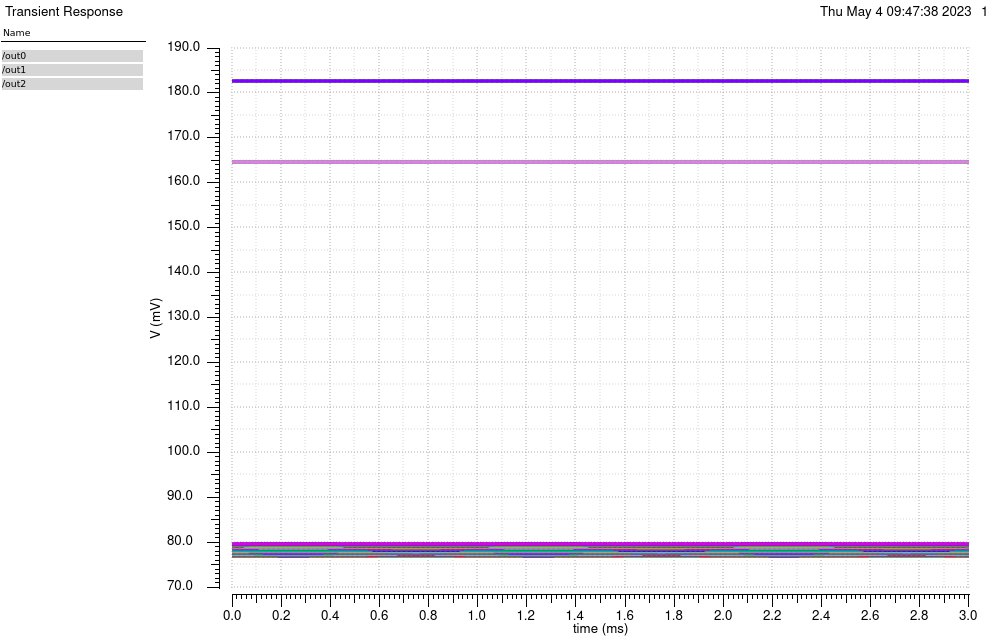 Transient Response
Thu May 4 09:47:38 2023 1
Name
/out0
/out1
/out2
190.0
180.0
170.0
160.0
150.0
140.0
130.0
120.0
110.0
100.0
90.0
80.0
70.0
V (mV)
0.0 0.2 0.4 0.6 0.8 1.0 1.2 1.4 1.6 1.8 2.0 2.2 2.4 2.6 2.8 3.0
time (ms)